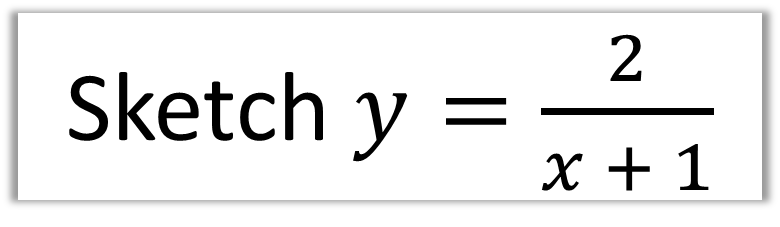 Sketch y = 2/(x + 1)